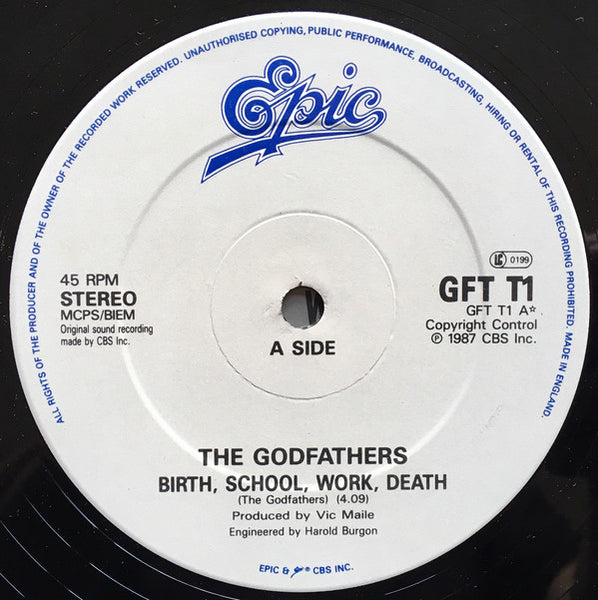 ALL RIGHTS OF THE PRODUCER AND OF THE OWNER OF THE RECORDED WORK RESERVED. UNAUTHORISED COPYING, PUBLIC PERFORMANCE, BROADCASTING, HIRING OR RENTAL OF THIS RECORDING PROHIBITED. MADE IN ENGLAND.
Epic
45 RPM
STEREO
MCPS/BIEM
Original sound recording
made by CBS Inc.
LC 0199
GFT T1
GFT T1 A☆
Copyright Control
℗ 1987 CBS Inc.
A SIDE
THE GODFATHERS
BIRTH, SCHOOL, WORK, DEATH
(The Godfathers) (4.09)
Produced by Vic Maile
Engineered by Harold Burgon
EPIC & ® CBS INC.